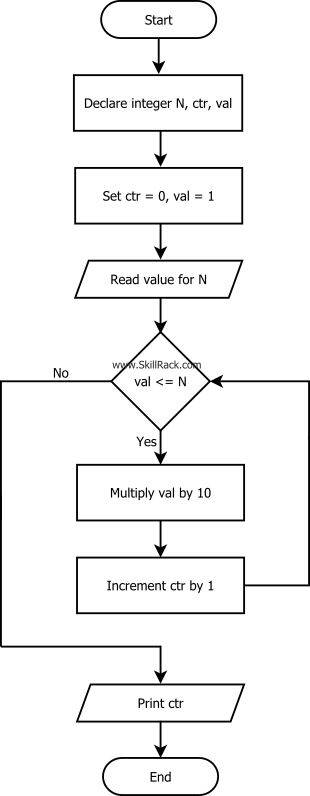 Start
Declare integer N, ctr, val
Set ctr = 0, val = 1
Read value for N
www.SkillRack.com
No
val <= N
Yes
Multiply val by 10
Increment ctr by 1
Print ctr
End